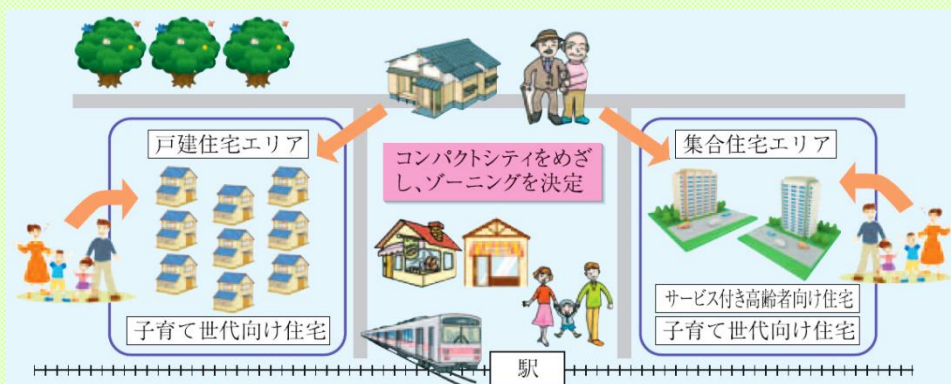 戸建住宅エリア
子育て世代向け住宅
コンパクトシティをめざ
し、ゾーニングを決定
集合住宅エリア
サービス付き高齢者向け住宅
子育て世代向け住宅
駅